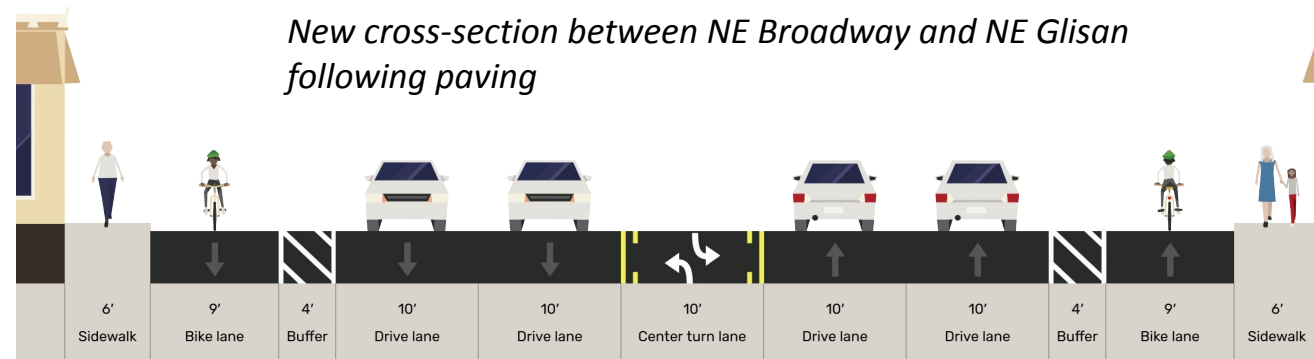 New cross-section between NE Broadway and NE Glisan
following paving
6’ 9’ 4’ 10’ 10’ 10’ 10’ 10’ 4’ 9’ 6’
Sidewalk Bike lane Buffer Drive lane Drive lane Center turn lane Drive lane Drive lane Buffer Bike lane Sidewalk